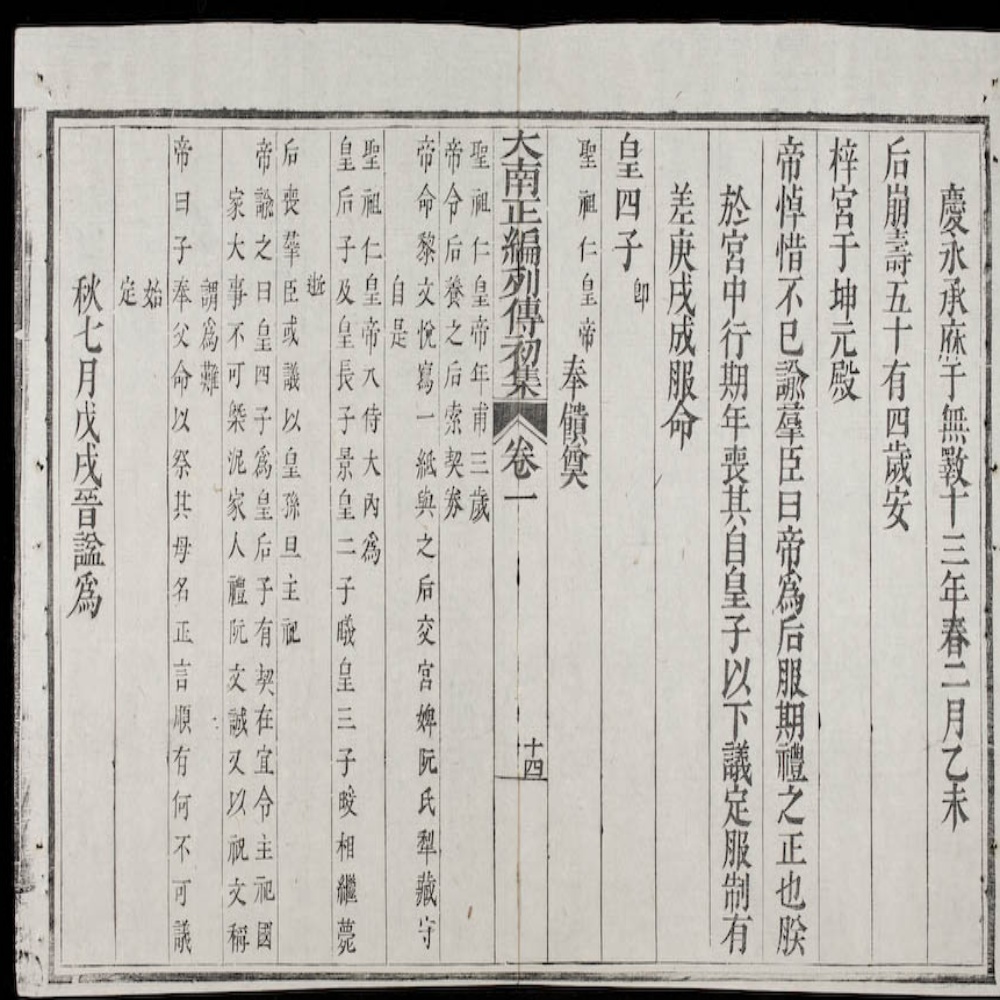 慶永承庥于無斁十三年春二月乙未
后崩壽五十有四歲安
梓宮于坤元殿
帝悼惜不已諭羣臣曰帝爲后服期禮之正也朕
於宮中行期年喪其自皇子以下議定服制有
差庚戌成服命
皇四子卽
聖祖仁皇帝奉饋奠
大南正編列傳初集 卷一 十四
聖祖仁皇帝年甫三歲
帝令后養之后索契券
帝命黎文悅寫一紙與之后交宮婢阮氏犁藏守
自是
聖祖仁皇帝入侍大內爲
皇后子及皇長子景皇二子曦皇三子晙相繼薨
逝
后喪羣臣或議以皇孫旦主祀
帝諭之曰皇四子爲皇后子有契在宜令主祀國
家大事不可槩泥家人禮阮文誠又以祝文稱
謂爲難
帝曰子奉父命以祭其母名正言順有何不可議
始
定
秋七月戊戌晉謚爲